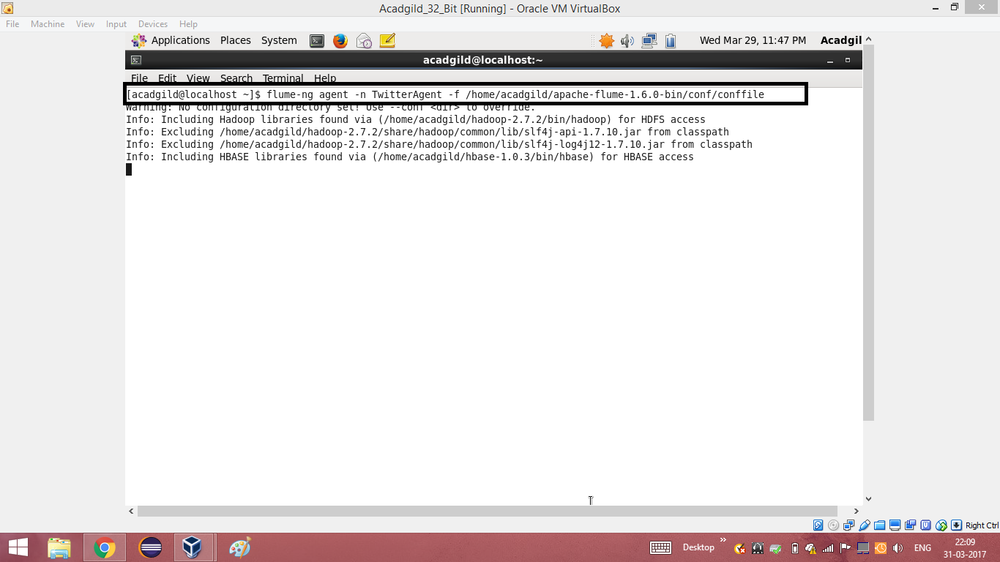 Acadgild_32_Bit [Running] - Oracle VM VirtualBox
File Machine View Input Devices Help
Applications Places System Wed Mar 29, 11:47 PM Acadgil
acadgild@localhost:~
File Edit View Search Terminal Help
[acadgild@localhost ~]$ flume-ng agent -n TwitterAgent -f /home/acadgild/apache-flume-1.6.0-bin/conf/conffile
Warning: No configuration directory set! Use --conf <dir> to override.
Info: Including Hadoop libraries found via (/home/acadgild/hadoop-2.7.2/bin/hadoop) for HDFS access
Info: Excluding /home/acadgild/hadoop-2.7.2/share/hadoop/common/lib/slf4j-api-1.7.10.jar from classpath
Info: Excluding /home/acadgild/hadoop-2.7.2/share/hadoop/common/lib/slf4j-log4j12-1.7.10.jar from classpath
Info: Including HBASE libraries found via (/home/acadgild/hbase-1.0.3/bin/hbase) for HBASE access
Right Ctrl
Desktop ENG 22:09
31-03-2017